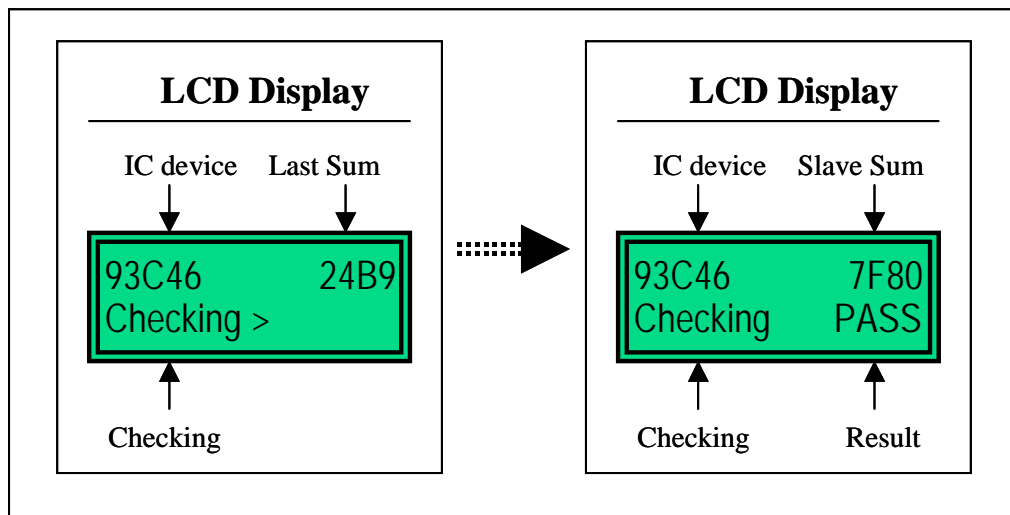 LCD Display
IC device Last Sum
93C46 24B9
Checking >
Checking
LCD Display
IC device Slave Sum
93C46 7F80
Checking PASS
Checking Result